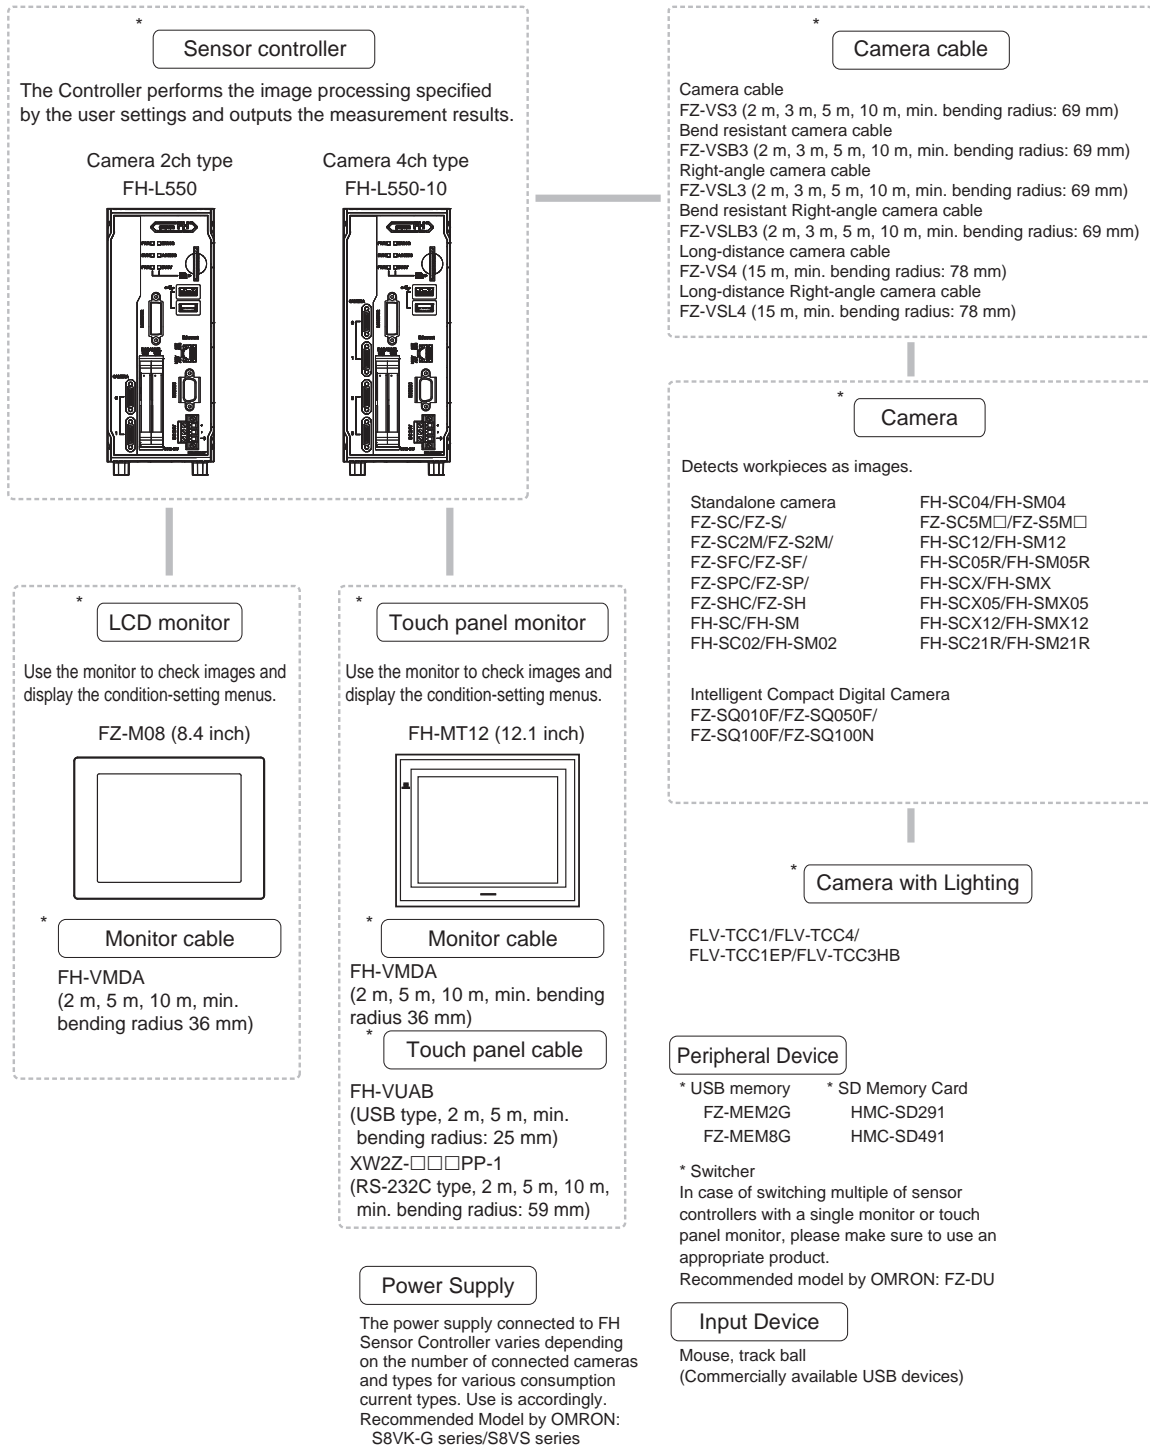 *
Sensor controller
The Controller performs the image processing specified
by the user settings and outputs the measurement results.
Camera 2ch type
FH-L550
Camera 4ch type
FH-L550-10
*
Camera cable
Camera cable
FZ-VS3 (2 m, 3 m, 5 m, 10 m, min. bending radius: 69 mm)
Bend resistant camera cable
FZ-VSB3 (2 m, 3 m, 5 m, 10 m, min. bending radius: 69 mm)
Right-angle camera cable
FZ-VSL3 (2 m, 3 m, 5 m, 10 m, min. bending radius: 69 mm)
Bend resistant Right-angle camera cable
FZ-VSLB3 (2 m, 3 m, 5 m, 10 m, min. bending radius: 69 mm)
Long-distance camera cable
FZ-VS4 (15 m, min. bending radius: 78 mm)
Long-distance Right-angle camera cable
FZ-VSL4 (15 m, min. bending radius: 78 mm)
*
Camera
Detects workpieces as images.
Standalone camera
FZ-SC/FZ-S/
FZ-SC2M/FZ-S2M/
FZ-SFC/FZ-SF/
FZ-SPC/FZ-SP/
FZ-SHC/FZ-SH
FH-SC/FH-SM
FH-SC02/FH-SM02
FH-SC04/FH-SM04
FZ-SC5M□/FZ-S5M□
FH-SC12/FH-SM12
FH-SC05R/FH-SM05R
FH-SCX/FH-SMX
FH-SCX05/FH-SMX05
FH-SCX12/FH-SMX12
FH-SC21R/FH-SM21R
Intelligent Compact Digital Camera
FZ-SQ010F/FZ-SQ050F/
FZ-SQ100F/FZ-SQ100N
*
Camera with Lighting
FLV-TCC1/FLV-TCC4/
FLV-TCC1EP/FLV-TCC3HB
*
LCD monitor
Use the monitor to check images and
display the condition-setting menus.
FZ-M08 (8.4 inch)
*
Monitor cable
FH-VMDA
(2 m, 5 m, 10 m, min.
bending radius 36 mm)
*
Touch panel monitor
Use the monitor to check images and
display the condition-setting menus.
FH-MT12 (12.1 inch)
*
Monitor cable
FH-VMDA
(2 m, 5 m, 10 m, min. bending
radius 36 mm)
*
Touch panel cable
FH-VUAB
(USB type, 2 m, 5 m, min.
bending radius: 25 mm)
XW2Z-□□□PP-1
(RS-232C type, 2 m, 5 m, 10 m,
min. bending radius: 59 mm)
Power Supply
The power supply connected to FH
Sensor Controller varies depending
on the number of connected cameras
and types for various consumption
current types. Use is accordingly.
Recommended Model by OMRON:
S8VK-G series/S8VS series
Peripheral Device
* USB memory
FZ-MEM2G
FZ-MEM8G
* SD Memory Card
HMC-SD291
HMC-SD491
* Switcher
In case of switching multiple of sensor
controllers with a single monitor or touch
panel monitor, please make sure to use an
appropriate product.
Recommended model by OMRON: FZ-DU
Input Device
Mouse, track ball
(Commercially available USB devices)